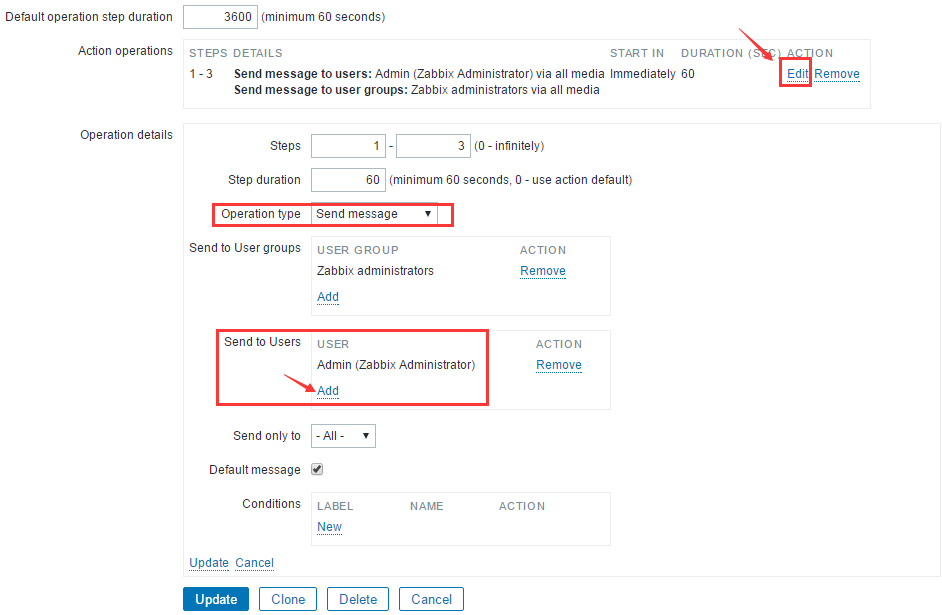 Default operation step duration 3600 (minimum 60 seconds)
Action operations STEPS DETAILS START IN DURATION (SEC) ACTION
1 - 3 Send message to users: Admin (Zabbix Administrator) via all media Immediately 60 Edit Remove
Send message to user groups: Zabbix administrators via all media
Operation details
Steps 1 - 3 (0 - infinitely)
Step duration 60 (minimum 60 seconds, 0 - use action default)
Operation type Send message
Send to User groups USER GROUP ACTION
Zabbix administrators Remove
Add
Send to Users USER ACTION
Admin (Zabbix Administrator) Remove
Add
Send only to - All -
Default message
Conditions LABEL NAME ACTION
New
Update Cancel
Update Clone Delete Cancel